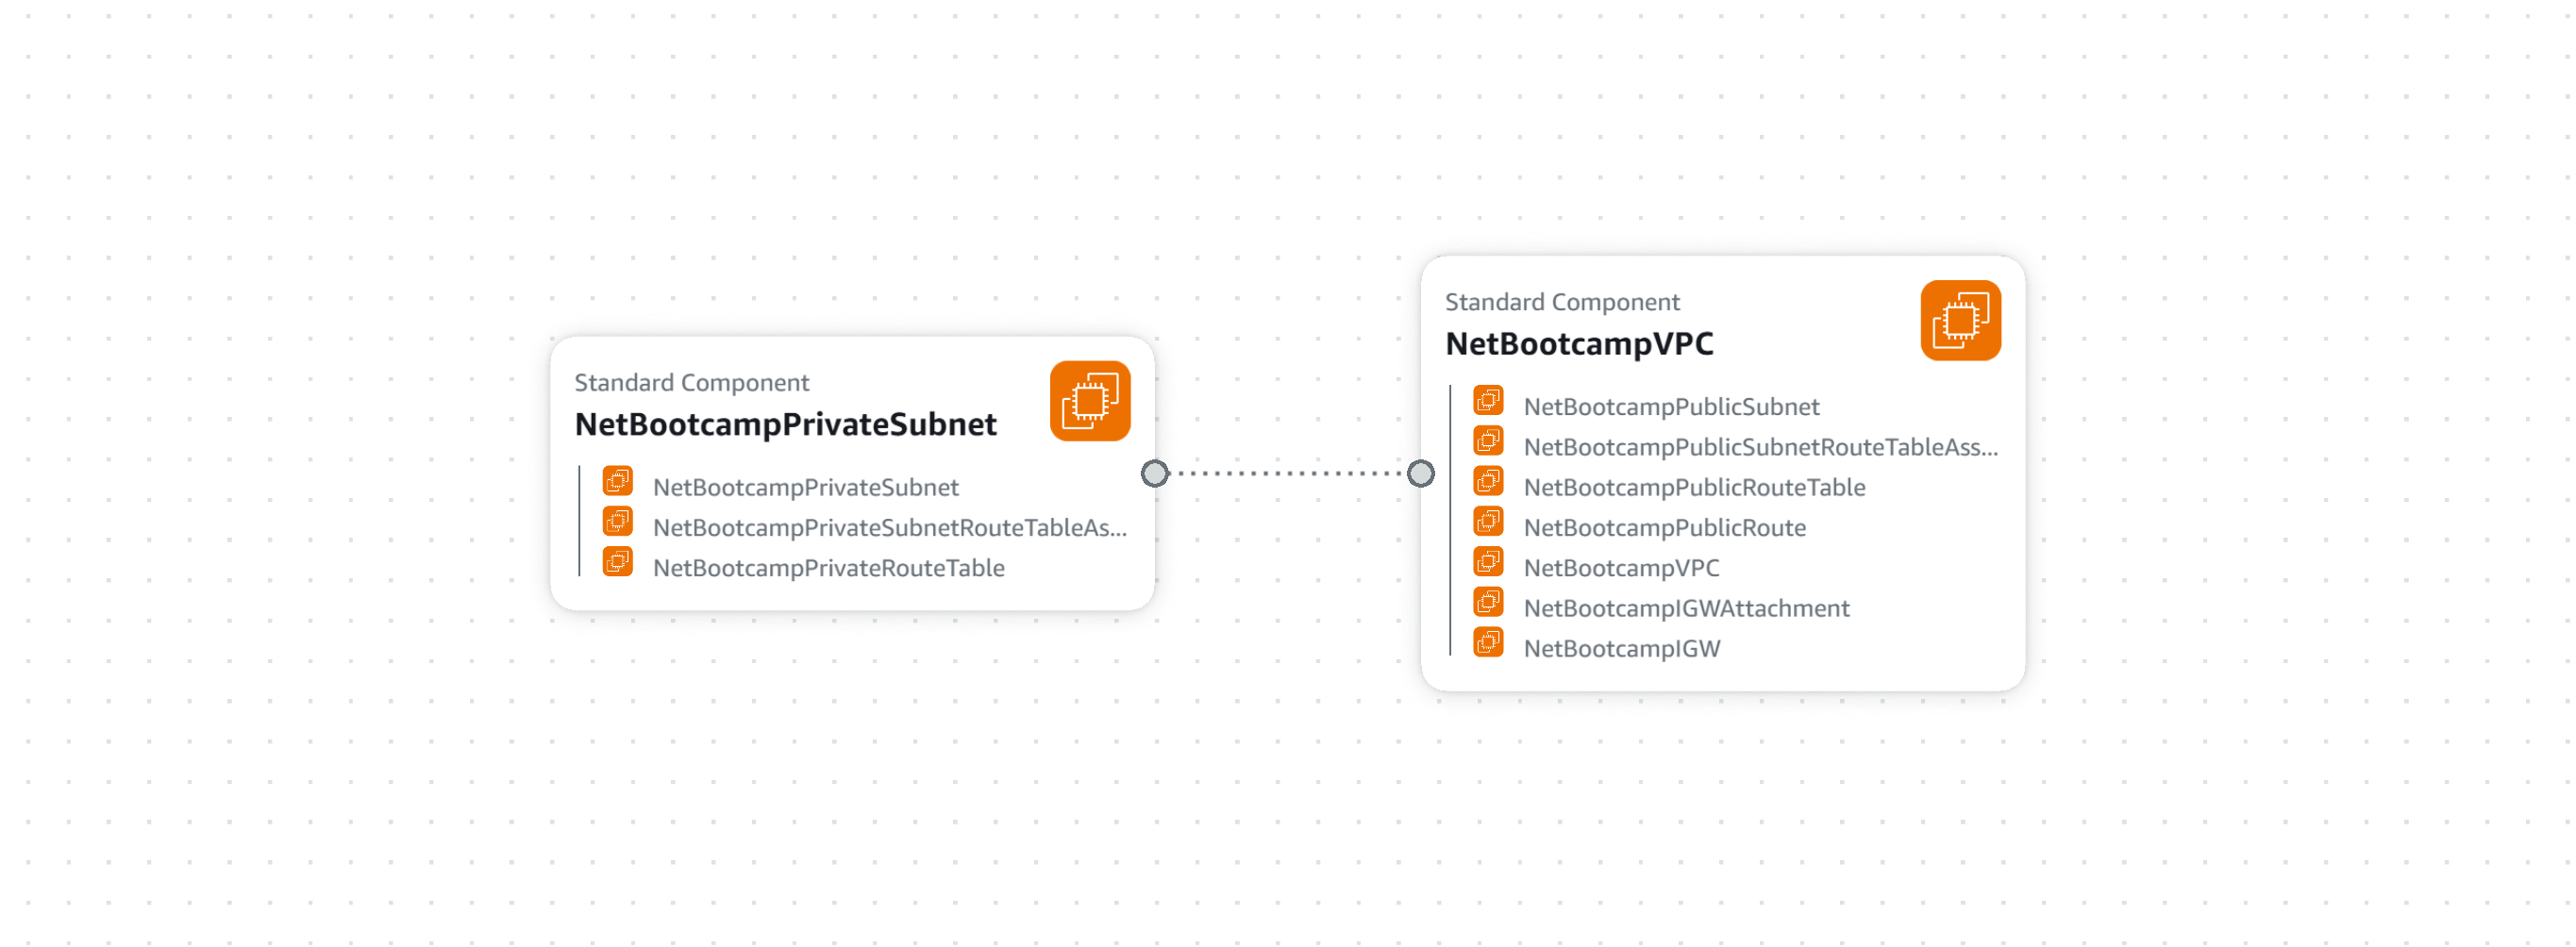 Standard Component
NetBootcampPrivateSubnet
NetBootcampPrivateSubnet
NetBootcampPrivateSubnetRouteTableAs...
NetBootcampPrivateRouteTable
Standard Component
NetBootcampVPC
NetBootcampPublicSubnet
NetBootcampPublicSubnetRouteTableAss...
NetBootcampPublicRouteTable
NetBootcampPublicRoute
NetBootcampVPC
NetBootcampIGWAttachment
NetBootcampIGW